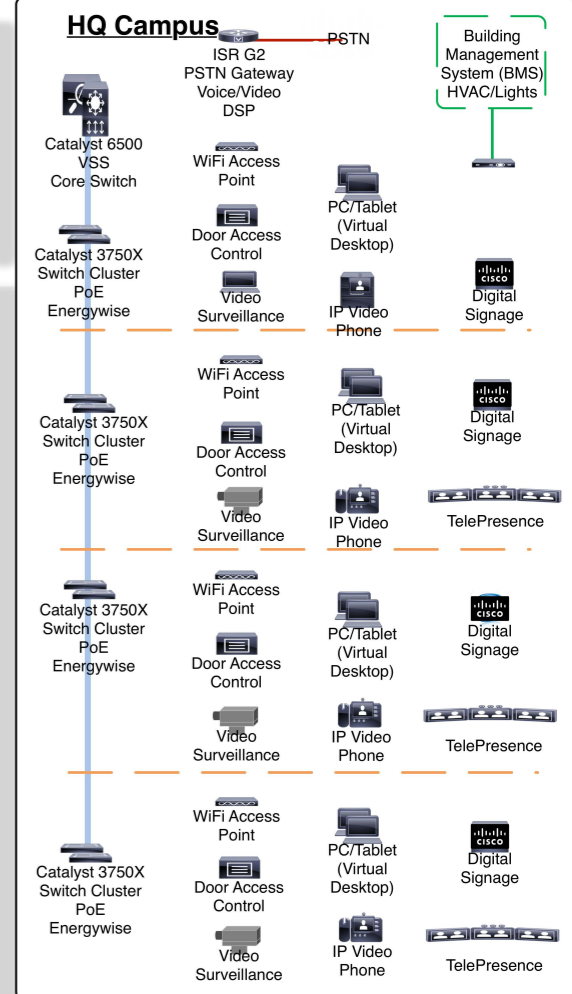 HQ Campus
PSTN
ISR G2
PSTN Gateway
Voice/Video
DSP
Building
Management
System (BMS)
HVAC/Lights
Catalyst 6500
VSS
Core Switch
WiFi Access
Point
PC/Tablet
(Virtual
Desktop)
Door Access
Control
Catalyst 3750X
Switch Cluster
PoE
Energywise
Video
Surveillance
IP Video
Phone
CISCO
Digital
Signage
WiFi Access
Point
PC/Tablet
(Virtual
Desktop)
CISCO
Digital
Signage
Catalyst 3750X
Switch Cluster
PoE
Energywise
Door Access
Control
Video
Surveillance
IP Video
Phone
TelePresence
WiFi Access
Point
Catalyst 3750X
Switch Cluster
PoE
Energywise
PC/Tablet
(Virtual
Desktop)
CISCO
Digital
Signage
Door Access
Control
Video
Surveillance
IP Video
Phone
TelePresence
WiFi Access
Point
PC/Tablet
(Virtual
Desktop)
CISCO
Digital
Signage
Catalyst 3750X
Switch Cluster
PoE
Energywise
Door Access
Control
Video
Surveillance
IP Video
Phone
TelePresence